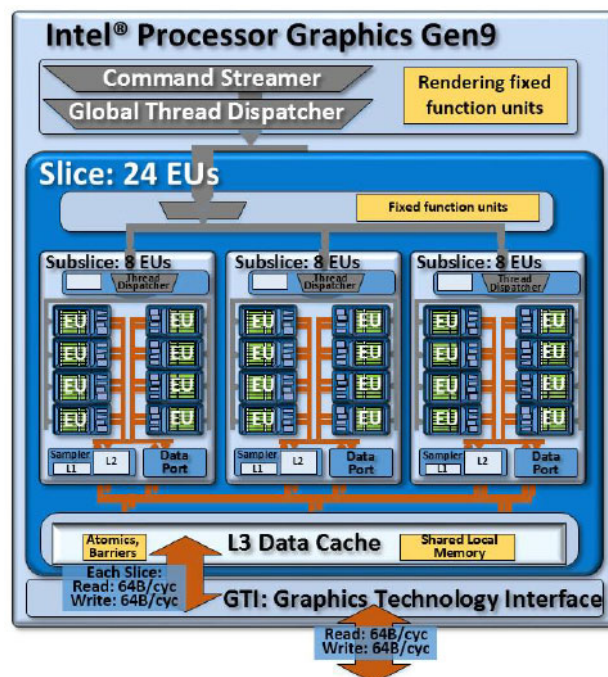 Intel® Processor Graphics Gen9
Command Streamer
Global Thread Dispatcher
Rendering fixed
function units
Slice: 24 EUs
Fixed function units
Subslice: 8 EUs
Thread
Dispatcher
EU
EU
EU
EU
EU
EU
EU
EU
Sampler
L1
L2
Data
Port
Subslice: 8 EUs
Thread
Dispatcher
EU
EU
EU
EU
EU
EU
EU
EU
Sampler
L1
L2
Data
Port
Subslice: 8 EUs
Thread
Dispatcher
EU
EU
EU
EU
EU
EU
EU
EU
Sampler
L1
L2
Data
Port
Atomics,
Barriers
L3 Data Cache
Shared Local
Memory
Each Slice:
Read: 64B/cyc
Write: 64B/cyc
GTI: Graphics Technology Interface
Read: 64B/cyc
Write: 64B/cyc